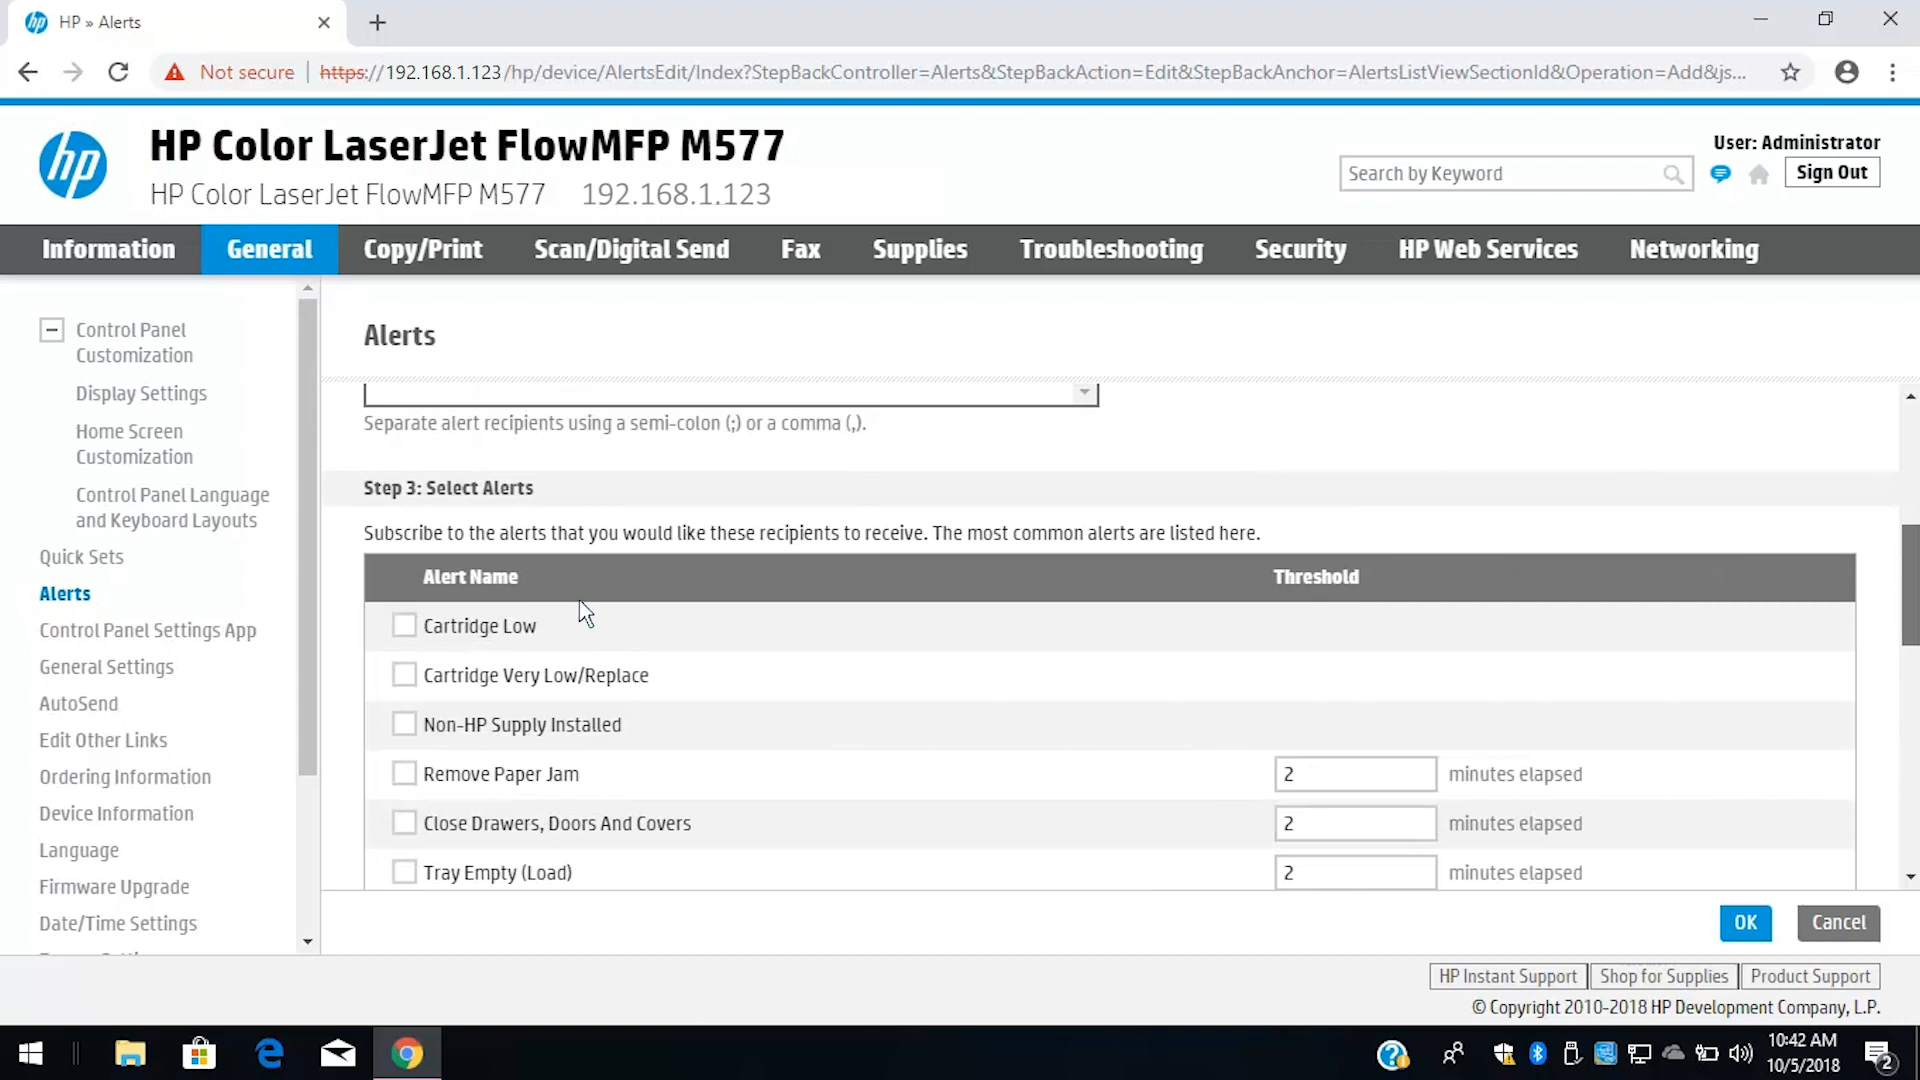 HP » Alerts
Not secure https://192.168.1.123/hp/device/AlertsEdit/Index?StepBackController=Alerts&StepBackAction=Edit&StepBackAnchor=AlertsListViewSectionId&Operation=Add&js...
hp
HP Color LaserJet FlowMFP M577
HP Color LaserJet FlowMFP M577 192.168.1.123
User: Administrator
Search by Keyword
Sign Out
Information General Copy/Print Scan/Digital Send Fax Supplies Troubleshooting Security HP Web Services Networking
Control Panel
Customization
Display Settings
Home Screen
Customization
Control Panel Language
and Keyboard Layouts
Quick Sets
Alerts
Control Panel Settings App
General Settings
AutoSend
Edit Other Links
Ordering Information
Device Information
Language
Firmware Upgrade
Date/Time Settings
Alerts
Separate alert recipients using a semi-colon (;) or a comma (,).
Step 3: Select Alerts
Subscribe to the alerts that you would like these recipients to receive. The most common alerts are listed here.
Alert Name Threshold
Cartridge Low
Cartridge Very Low/Replace
Non-HP Supply Installed
Remove Paper Jam 2 minutes elapsed
Close Drawers, Doors And Covers 2 minutes elapsed
Tray Empty (Load) 2 minutes elapsed
OK Cancel
HP Instant Support Shop for Supplies Product Support
© Copyright 2010-2018 HP Development Company, L.P.
10:42 AM
10/5/2018
2